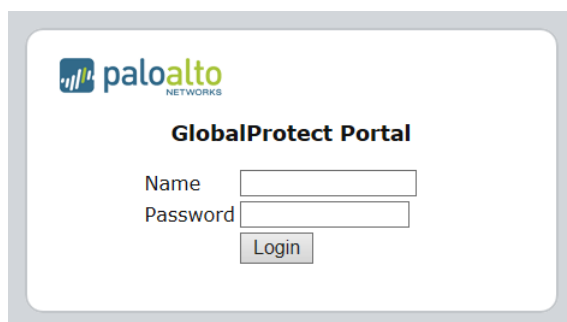 paloalto
NETWORKS
GlobalProtect Portal
Name
Password
Login